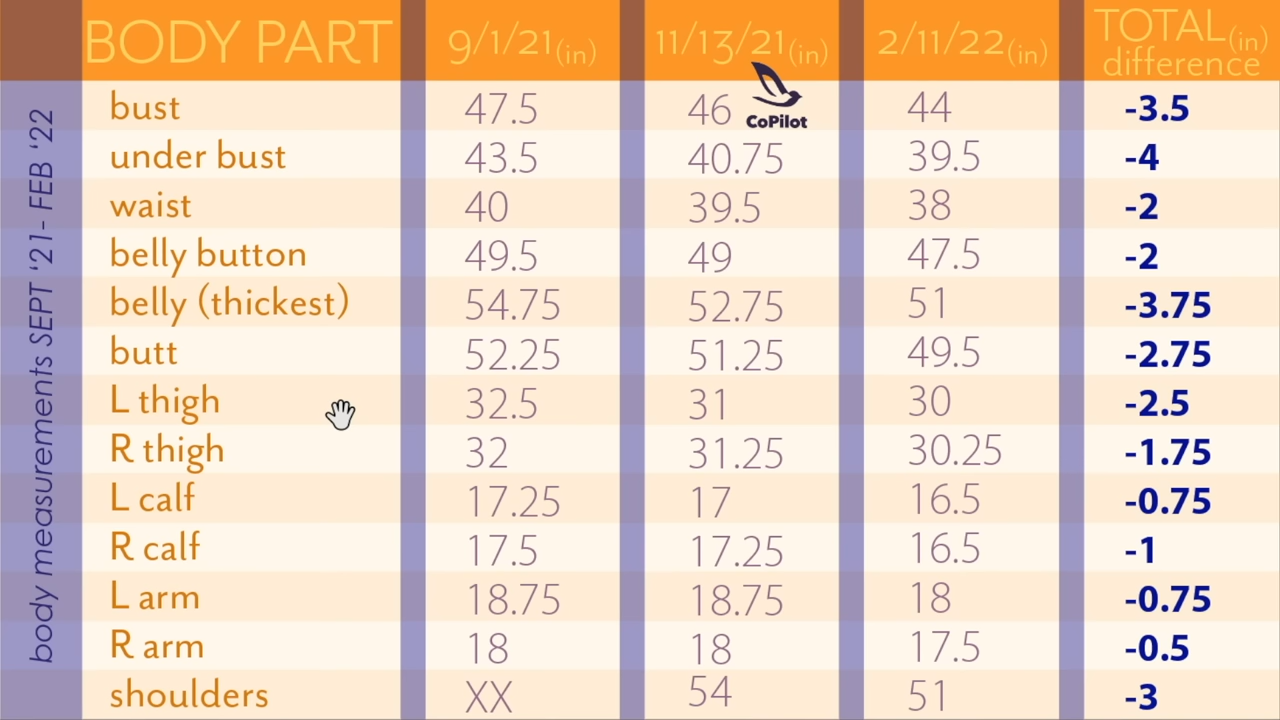 BODY PART 9/1/21(in) 11/13/21(in) 2/11/22(in) TOTAL(in) difference
body measurements SEPT '21- FEB '22
CoPilot
bust 47.5 46 44 -3.5
under bust 43.5 40.75 39.5 -4
waist 40 39.5 38 -2
belly button 49.5 49 47.5 -2
belly (thickest) 54.75 52.75 51 -3.75
butt 52.25 51.25 49.5 -2.75
L thigh 32.5 31 30 -2.5
R thigh 32 31.25 30.25 -1.75
L calf 17.25 17 16.5 -0.75
R calf 17.5 17.25 16.5 -1
L arm 18.75 18.75 18 -0.75
R arm 18 18 17.5 -0.5
shoulders XX 54 51 -3